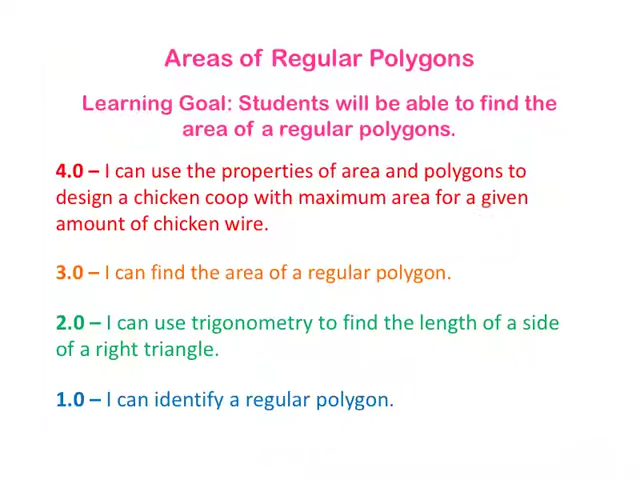 Areas of Regular Polygons
Learning Goal: Students will be able to find the
area of a regular polygons.
4.0 – I can use the properties of area and polygons to
design a chicken coop with maximum area for a given
amount of chicken wire.
3.0 – I can find the area of a regular polygon.
2.0 – I can use trigonometry to find the length of a side
of a right triangle.
1.0 – I can identify a regular polygon.